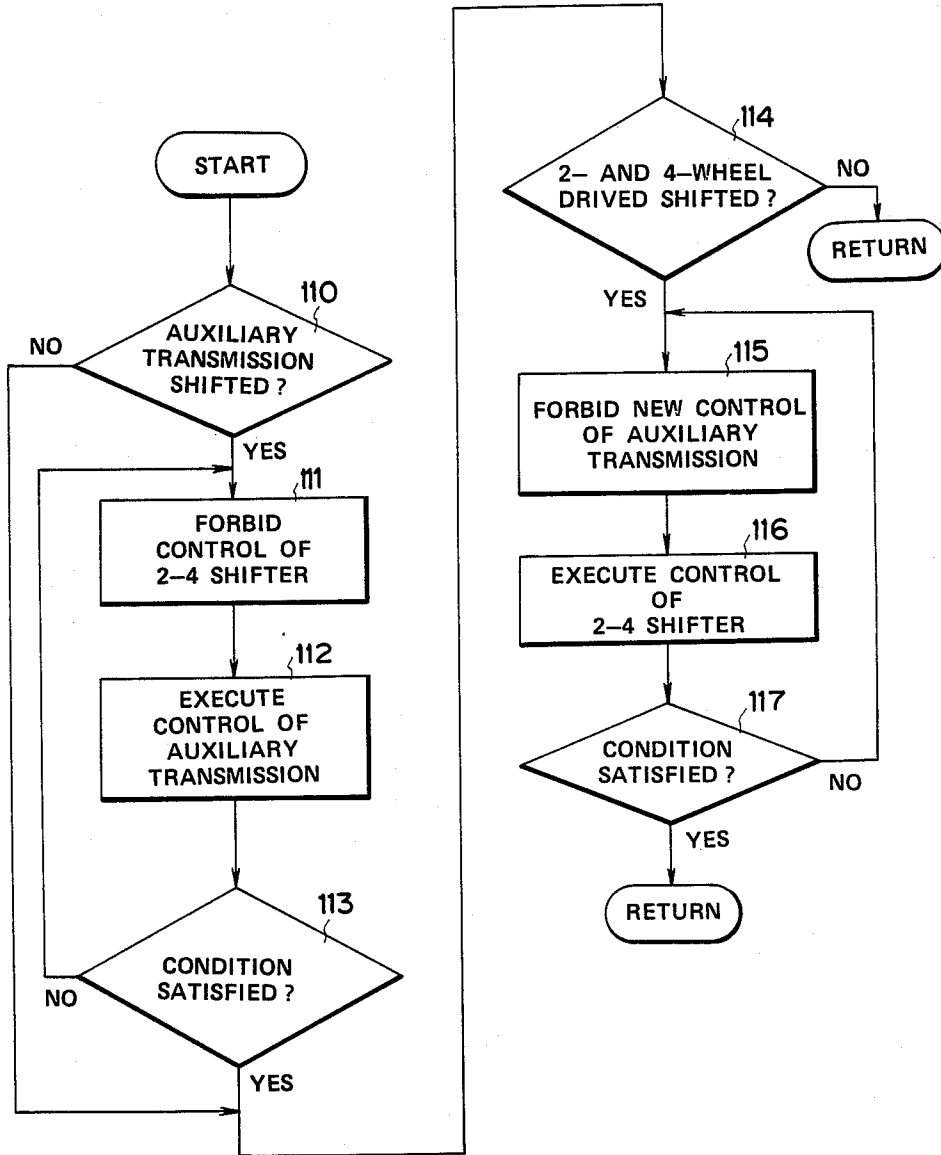 START
110
AUXILIARY
TRANSMISSION
SHIFTED ?
NO
YES
111
FORBID
CONTROL OF
2–4 SHIFTER
112
EXECUTE
CONTROL OF
AUXILIARY
TRANSMISSION
113
CONDITION
SATISFIED ?
NO
YES
114
2– AND 4–WHEEL
DRIVED SHIFTED ?
NO
RETURN
YES
115
FORBID NEW CONTROL
OF AUXILIARY
TRANSMISSION
116
EXECUTE CONTROL
OF
2–4 SHIFTER
117
CONDITION
SATISFIED ?
NO
YES
RETURN